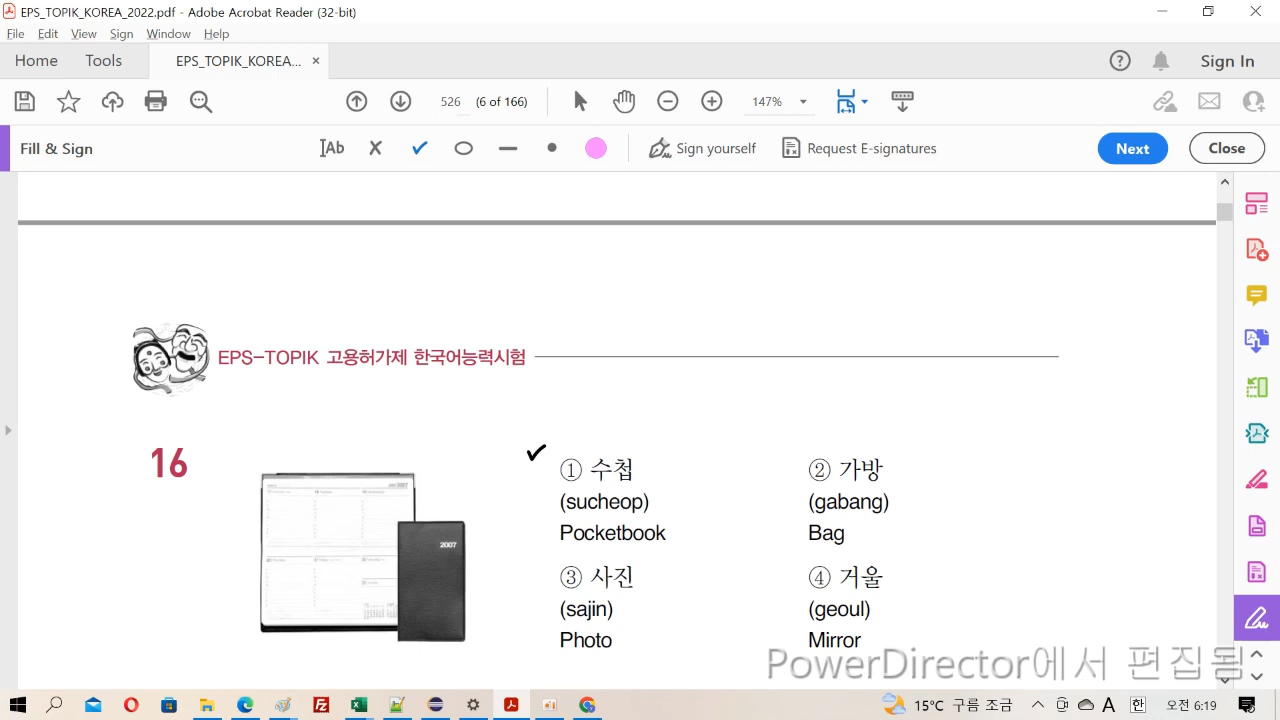 EPS_TOPIK_KOREA_2022.pdf - Adobe Acrobat Reader (32-bit)
File Edit View Sign Window Help
Home Tools EPS_TOPIK_KOREA... × Sign In
526 (6 of 166) 147%
Fill & Sign Ab Sign yourself Request E-signatures Next Close
EPS-TOPIK 고용허가제 한국어능력시험
16
2007
① 수첩 ② 가방
(sucheop) (gabang)
Pocketbook Bag
③ 사진 ④ 거울
(sajin) (geoul)
Photo Mirror
PowerDirector에서 편집됨
15°C 구름 조금 A 한 오전 6:19